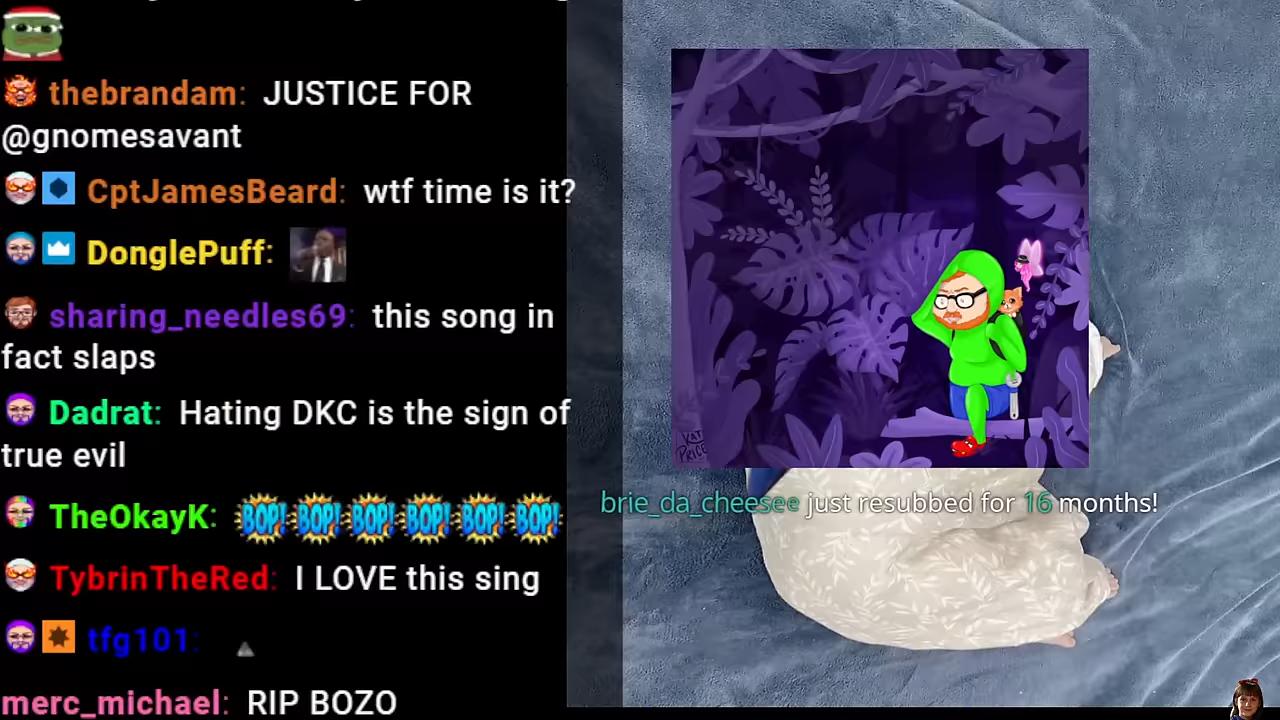 thebrandam: JUSTICE FOR
@gnomesavant
CptJamesBeard: wtf time is it?
DonglePuff:
sharing_needles69: this song in
fact slaps
Dadrat: Hating DKC is the sign of
true evil
TheOkayK: BOP! BOP! BOP! BOP! BOP! BOP!
TybrinTheRed: I LOVE this sing
tfg101:
merc_michael: RIP BOZO
KAT
PRICE
brie_da_cheesee just resubbed for 16 months!